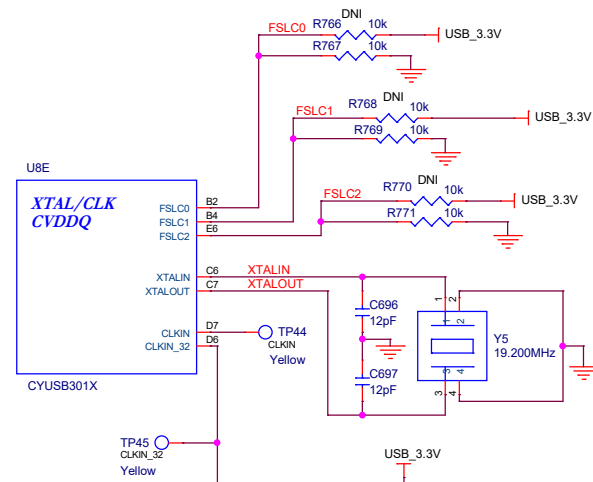 DNI
FSLC0 R766 10k USB_3.3V
R767 10k
DNI
FSLC1 R768 10k USB_3.3V
R769 10k
U8E
DNI
XTAL/CLK
CVDDQ
FSLC2 R770 10k USB_3.3V
R771 10k
FSLC0 B2
FSLC1 B4
FSLC2 E6
XTALIN C6 XTALIN
XTALOUT C7 XTALOUT
1 2
C696
12pF
1 2
Y5
19.200MHz
CLKIN D7 TP44
CLKIN
Yellow
CLKIN_32 D6
C697
12pF
3 4
3 4
CYUSB301X
TP45
CLKIN_32
Yellow
USB_3.3V